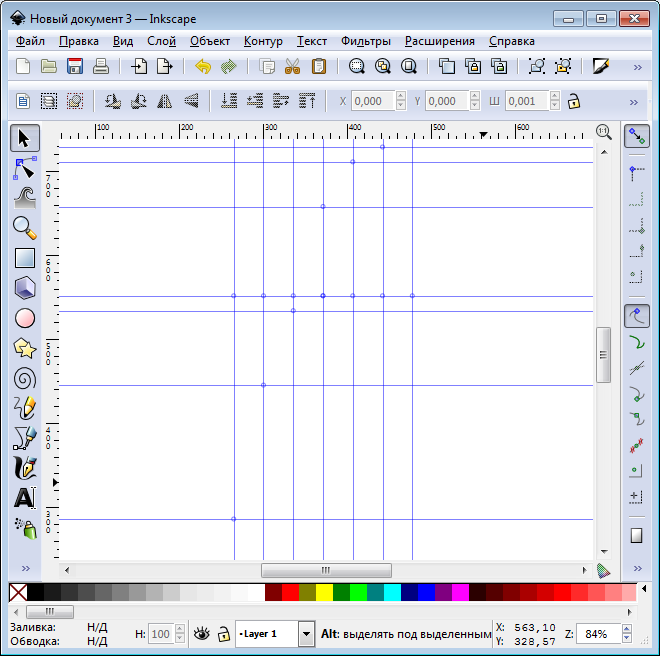 Новый документ 3 — Inkscape
Файл Правка Вид Слой Объект Контур Текст Фильтры Расширения Справка
X 0,000 Y 0,000 Ш 0,001
100 200 300 400 500 600
1:1
700
600
500
400
300
Заливка: Н/Д
Обводка: Н/Д
Н: 100
Layer 1
Alt: выделять под выделенным
X: 563,10
Y: 328,57
Z: 84%